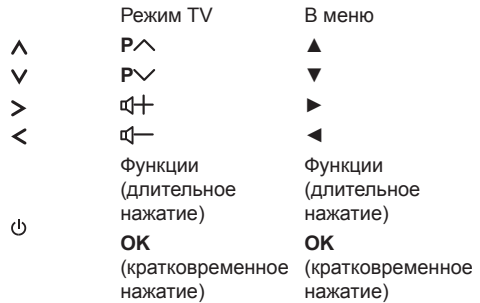 Режим TV В меню
∧ P∧ ▲
∨ P∨ ▼
> + ►
< — ◄
Функции Функции
(длительное (длительное
нажатие) нажатие)
OK OK
(кратковременное (кратковременное
нажатие) нажатие)